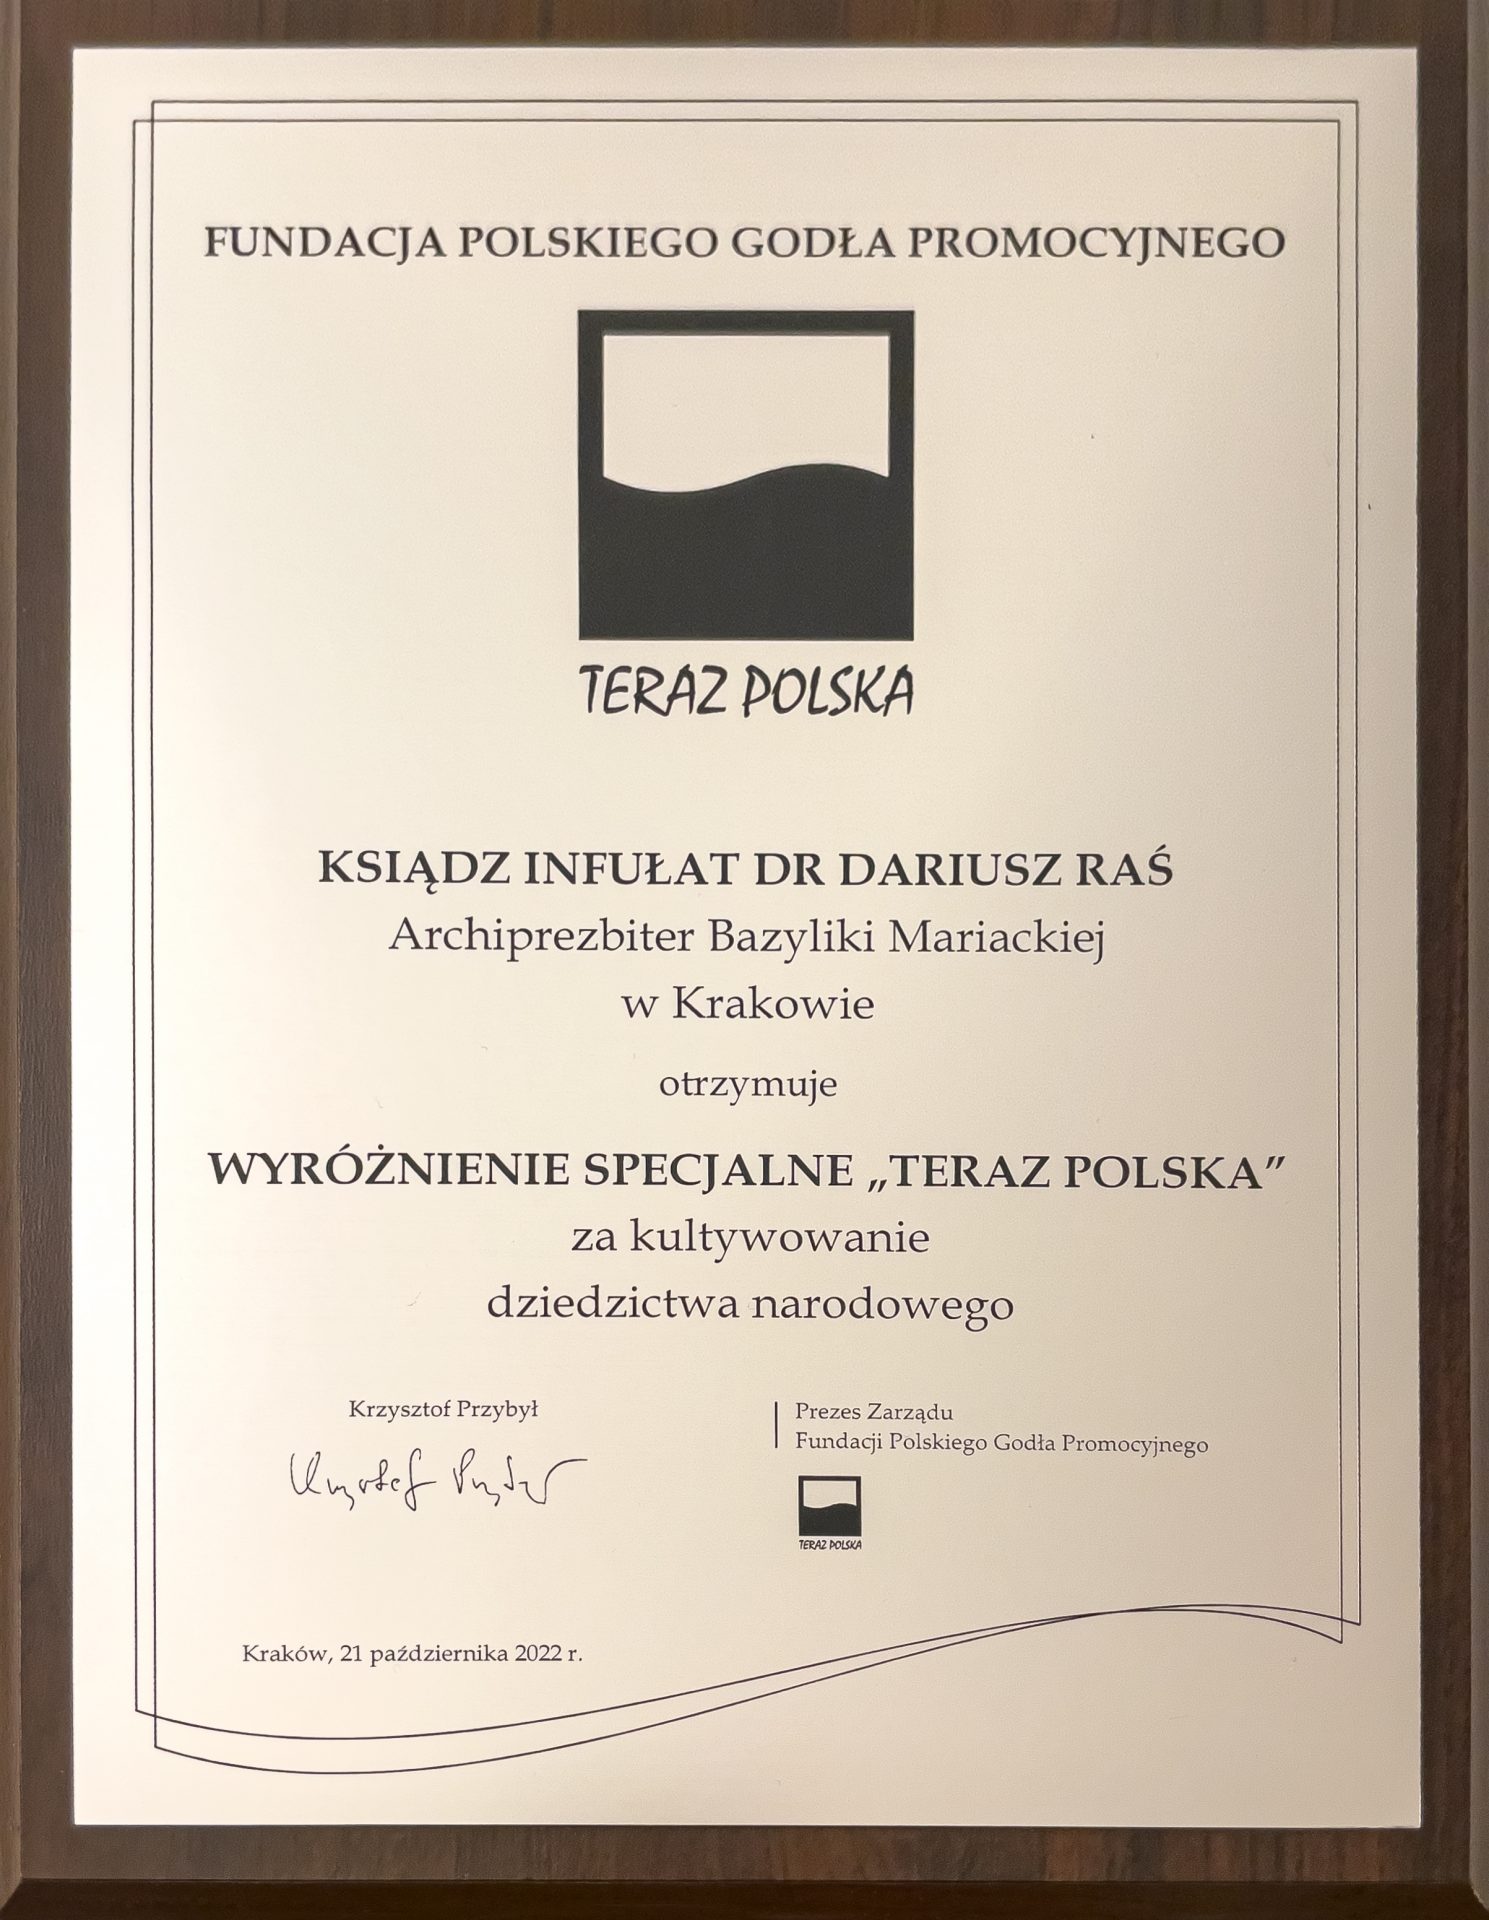 FUNDACJA POLSKIEGO GODŁA PROMOCYJNEGO
TERAZ POLSKA
KSIĄDZ INFUŁAT DR DARIUSZ RAŚ
Archiprezbiter Bazyliki Mariackiej
w Krakowie
otrzymuje
WYRÓŻNIENIE SPECJALNE „TERAZ POLSKA”
za kultywowanie
dziedzictwa narodowego
Krzysztof Przybył
Krzysztof Przybył
Prezes Zarządu
Fundacji Polskiego Godła Promocyjnego
TERAZ POLSKA
Kraków, 21 października 2022 r.